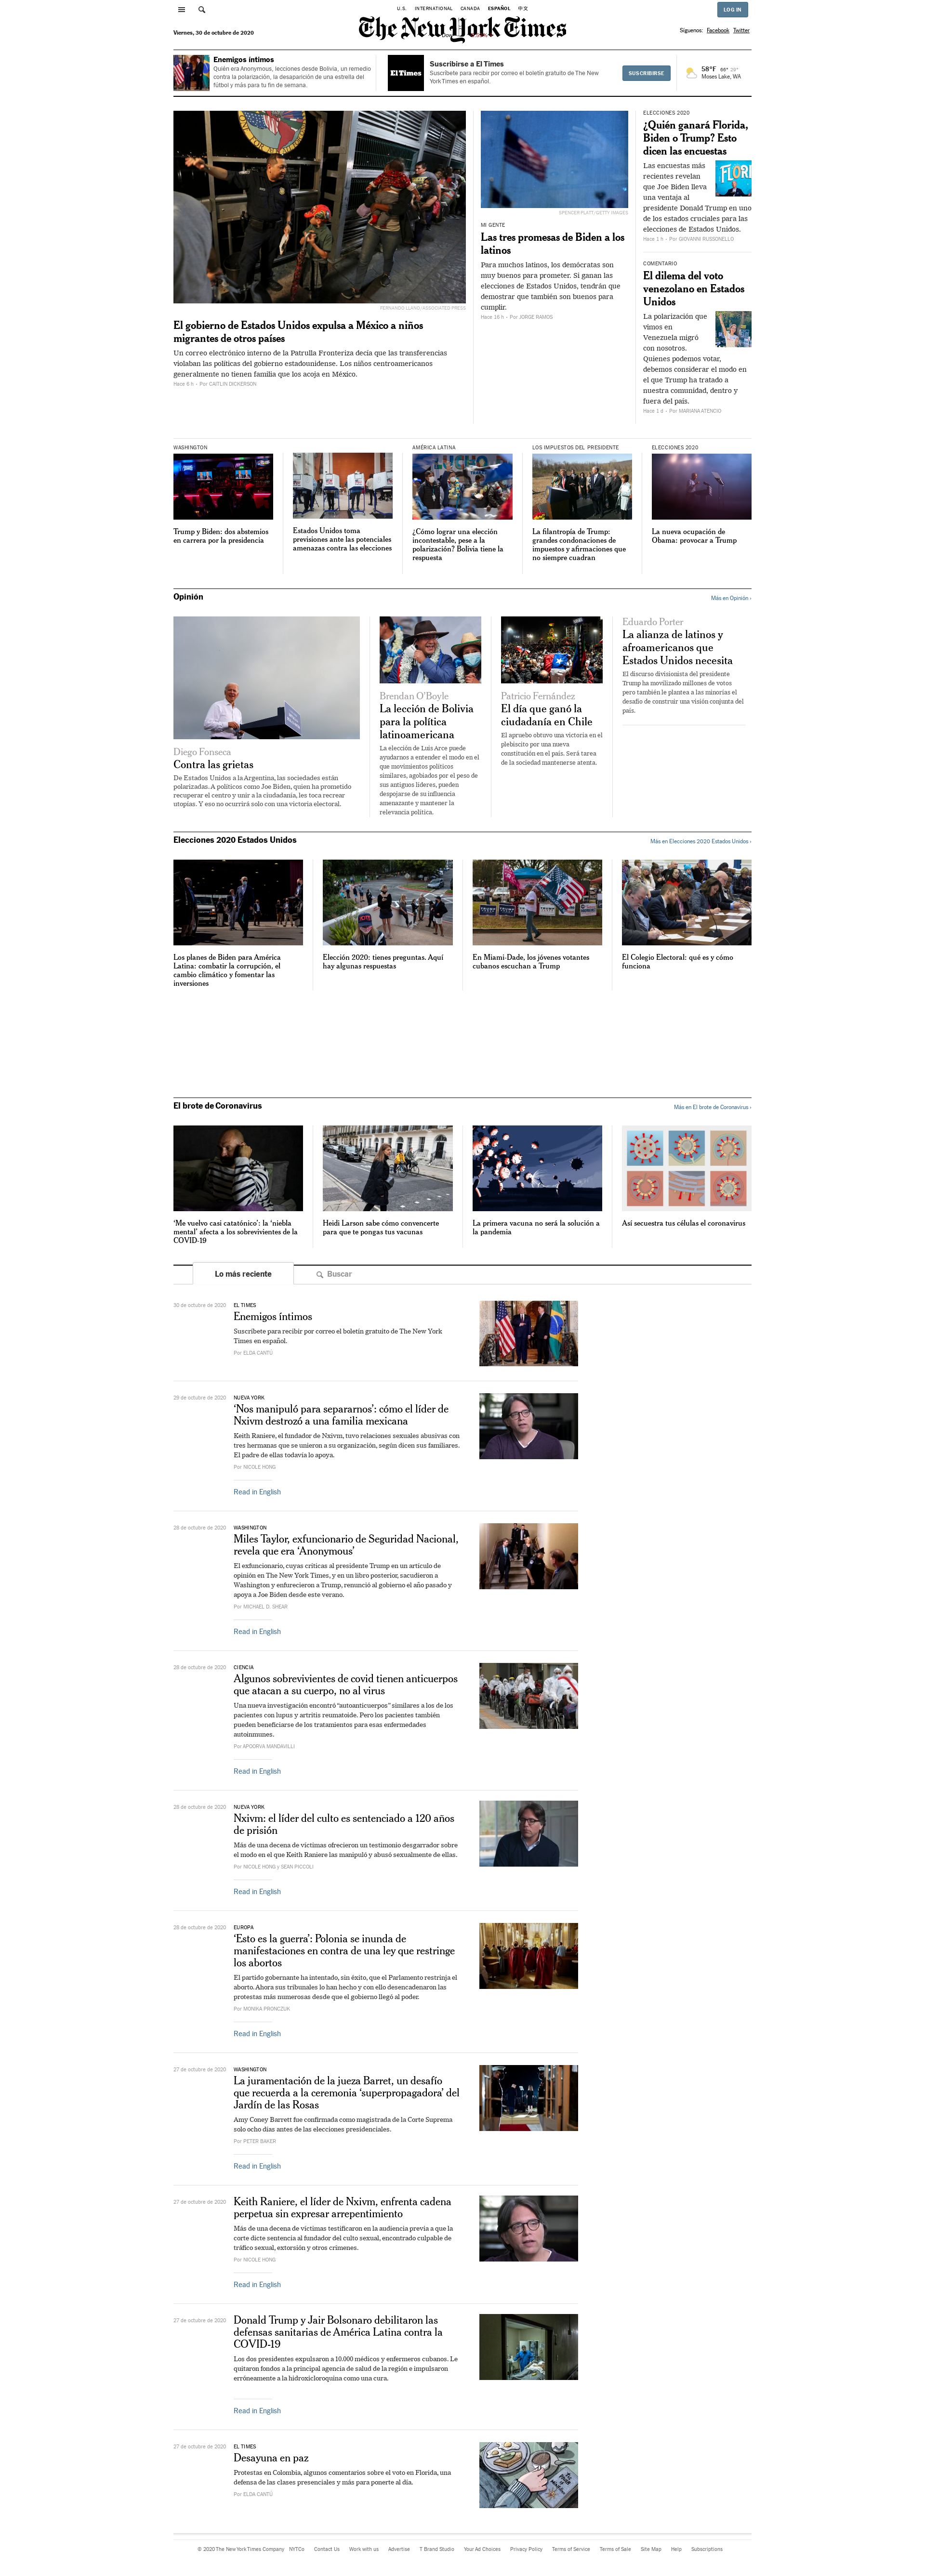 U.S. INTERNATIONAL CANADA ESPAÑOL 中文
LOG IN
The New York Times
Viernes, 30 de octubre de 2020
Síguenos: Facebook Twitter
Enemigos íntimos
Quién era Anonymous, lecciones desde Bolivia, un remedio
contra la polarización, la desaparición de una estrella del
fútbol y más para tu fin de semana.
El Times
Suscribirse a El Times
Suscríbete para recibir por correo el boletín gratuito de The New
York Times en español.
SUSCRIBIRSE
58°F
Moses Lake, WA
FERNANDO LLANO/ASSOCIATED PRESS
El gobierno de Estados Unidos expulsa a México a niños
migrantes de otros países
Un correo electrónico interno de la Patrulla Fronteriza decía que las transferencias
violaban las políticas del gobierno estadounidense. Los niños centroamericanos
generalmente no tienen familia que los acoja en México.
Hace 6 h - Por CAITLIN DICKERSON
SPENCER PLATT/GETTY IMAGES
MI GENTE
Las tres promesas de Biden a los
latinos
Para muchos latinos, los demócratas son
muy buenos para prometer. Si ganan las
elecciones de Estados Unidos, tendrán que
demostrar que también son buenos para
cumplir.
Hace 18 h - Por JORGE RAMOS
ELECCIONES 2020
¿Quién ganará Florida,
Biden o Trump? Esto
dicen las encuestas
Las encuestas más
recientes revelan
que Joe Biden lleva
una ventaja al
presidente Donald Trump en uno
de los estados cruciales para las
elecciones de Estados Unidos.
Hace 1 h - Por GIOVANNI RUSSONELLO
COMENTARIO
El dilema del voto
venezolano en Estados
Unidos
La polarización que
vimos en
Venezuela migró
con nosotros.
Quienes podemos votar,
debemos considerar el modo en
el que Trump ha tratado a
nuestra comunidad, dentro y
fuera del país.
Hace 1 d - Por MARIANA ATENCIO
WASHINGTON
Trump y Biden: dos abstemios
en carrera por la presidencia
Estados Unidos toma
previsiones ante las potenciales
amenazas contra las elecciones
AMÉRICA LATINA
¿Cómo lograr una elección
incontestable, pese a la
polarización? Bolivia tiene la
respuesta
LOS IMPUESTOS DEL PRESIDENTE
La filantropía de Trump:
grandes condonaciones de
impuestos y afirmaciones que
no siempre cuadran
ELECCIONES 2020
La nueva ocupación de
Obama: provocar a Trump
Opinión
Más en Opinión ›
Diego Fonseca
Contra las grietas
De Estados Unidos a la Argentina, las sociedades están
polarizadas. A políticos como Joe Biden, quien ha prometido
recuperar el centro y unir a la ciudadanía, les toca recrear
utopías. Y eso no ocurrirá solo con una victoria electoral.
Brendan O'Boyle
La lección de Bolivia
para la política
latinoamericana
La elección de Luis Arce puede
ayudarnos a entender el modo en el
que movimientos políticos
similares, agobiados por el peso de
sus antiguos líderes, pueden
despojarse de su influencia
amenazante y mantener la
relevancia política.
Patricio Fernández
El día que ganó la
ciudadanía en Chile
El apruebo obtuvo una victoria en el
plebiscito por una nueva
constitución en el país. Será tarea
de la sociedad mantenerse atenta.
Eduardo Porter
La alianza de latinos y
afroamericanos que
Estados Unidos necesita
El discurso divisionista del presidente
Trump ha movilizado millones de votos
pero también le plantea a las minorías el
desafío de construir una visión conjunta del
país.
Elecciones 2020 Estados Unidos
Más en Elecciones 2020 Estados Unidos ›
Los planes de Biden para América
Latina: combatir la corrupción, el
cambio climático y fomentar las
inversiones
Elección 2020: tienes preguntas. Aquí
hay algunas respuestas
En Miami-Dade, los jóvenes votantes
cubanos escuchan a Trump
El Colegio Electoral: qué es y cómo
funciona
El brote de Coronavirus
Más en El brote de Coronavirus ›
‘Me vuelvo casi catatónico’: la ‘niebla
mental’ afecta a los sobrevivientes de la
COVID-19
Heidi Larson sabe cómo convencerte
para que te pongas tus vacunas
La primera vacuna no será la solución a
la pandemia
Así secuestra tus células el coronavirus
Lo más reciente
Buscar
30 de octubre de 2020
EL TIMES
Enemigos íntimos
Suscríbete para recibir por correo el boletín gratuito de The New York
Times en español.
Por ELDA CANTÚ
29 de octubre de 2020
NUEVA YORK
‘Nos manipuló para separarnos’: cómo el líder de
Nxivm destrozó a una familia mexicana
Keith Raniere, el fundador de Nxivm, tuvo relaciones sexuales abusivas con
tres hermanas que se unieron a su organización, según dicen sus familiares.
El padre de ellas todavía lo apoya.
Por NICOLE HONG
Read in English
28 de octubre de 2020
WASHINGTON
Miles Taylor, exfuncionario de Seguridad Nacional,
revela que era ‘Anonymous’
El exfuncionario, cuyas críticas al presidente Trump en un artículo de
opinión en The New York Times, y en un libro posterior, sacudieron a
Washington y enfurecieron a Trump, renunció al gobierno el año pasado y
apoya a Joe Biden desde este verano.
Por MICHAEL D. SHEAR
Read in English
28 de octubre de 2020
CIENCIA
Algunos sobrevivientes de covid tienen anticuerpos
que atacan a su cuerpo, no al virus
Una nueva investigación encontró “autoanticuerpos” similares a los de los
pacientes con lupus y artritis reumatoide. Pero los pacientes también
pueden beneficiarse de los tratamientos para esas enfermedades
autoinmunes.
Por APOORVA MANDAVILLI
Read in English
28 de octubre de 2020
NUEVA YORK
Nxivm: el líder del culto es sentenciado a 120 años
de prisión
Más de una decena de víctimas ofrecieron un testimonio desgarrador sobre
el modo en el que Keith Raniere las manipuló y abusó sexualmente de ellas.
Por NICOLE HONG y SEAN PICCOLI
Read in English
28 de octubre de 2020
EUROPA
‘Esto es la guerra’: Polonia se inunda de
manifestaciones en contra de una ley que restringe
los abortos
El partido gobernante ha intentado, sin éxito, que el Parlamento restrinja el
aborto. Ahora sus tribunales lo han hecho y con ello desencadenaron las
protestas más numerosas desde que el gobierno llegó al poder.
Por MONIKA PRONCZUK
Read in English
27 de octubre de 2020
WASHINGTON
La juramentación de la jueza Barret, un desafío
que recuerda a la ceremonia ‘superpropagadora’ del
Jardín de las Rosas
Amy Coney Barrett fue confirmada como magistrada de la Corte Suprema
solo ocho días antes de las elecciones presidenciales.
Por PETER BAKER
Read in English
27 de octubre de 2020
Keith Raniere, el líder de Nxivm, enfrenta cadena
perpetua sin expresar arrepentimiento
Más de una decena de víctimas testificaron en la audiencia previa a que la
corte dicte sentencia al fundador del culto sexual, encontrado culpable de
tráfico sexual, extorsión y otros crímenes.
Por NICOLE HONG
Read in English
27 de octubre de 2020
Donald Trump y Jair Bolsonaro debilitaron las
defensas sanitarias de América Latina contra la
COVID-19
Los dos presidentes expulsaron a 10.000 médicos y enfermeros cubanos. Le
quitaron fondos a la principal agencia de salud de la región e impulsaron
erróneamente a la hidroxicloroquina como una cura.
Read in English
27 de octubre de 2020
EL TIMES
Desayuna en paz
Protestas en Colombia, algunos comentarios sobre el voto en Florida, una
defensa de las clases presenciales y más para ponerte al día.
Por ELDA CANTÚ
© 2020 The New York Times Company NYTCo Contact Us Work with us Advertise T Brand Studio Your Ad Choices Privacy Policy Terms of Service Terms of Sale Site Map Help Subscriptions